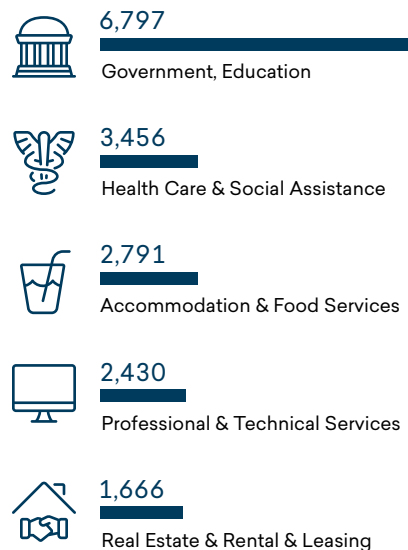 6,797
Government, Education
3,456
Health Care & Social Assistance
2,791
Accommodation & Food Services
2,430
Professional & Technical Services
1,666
Real Estate & Rental & Leasing